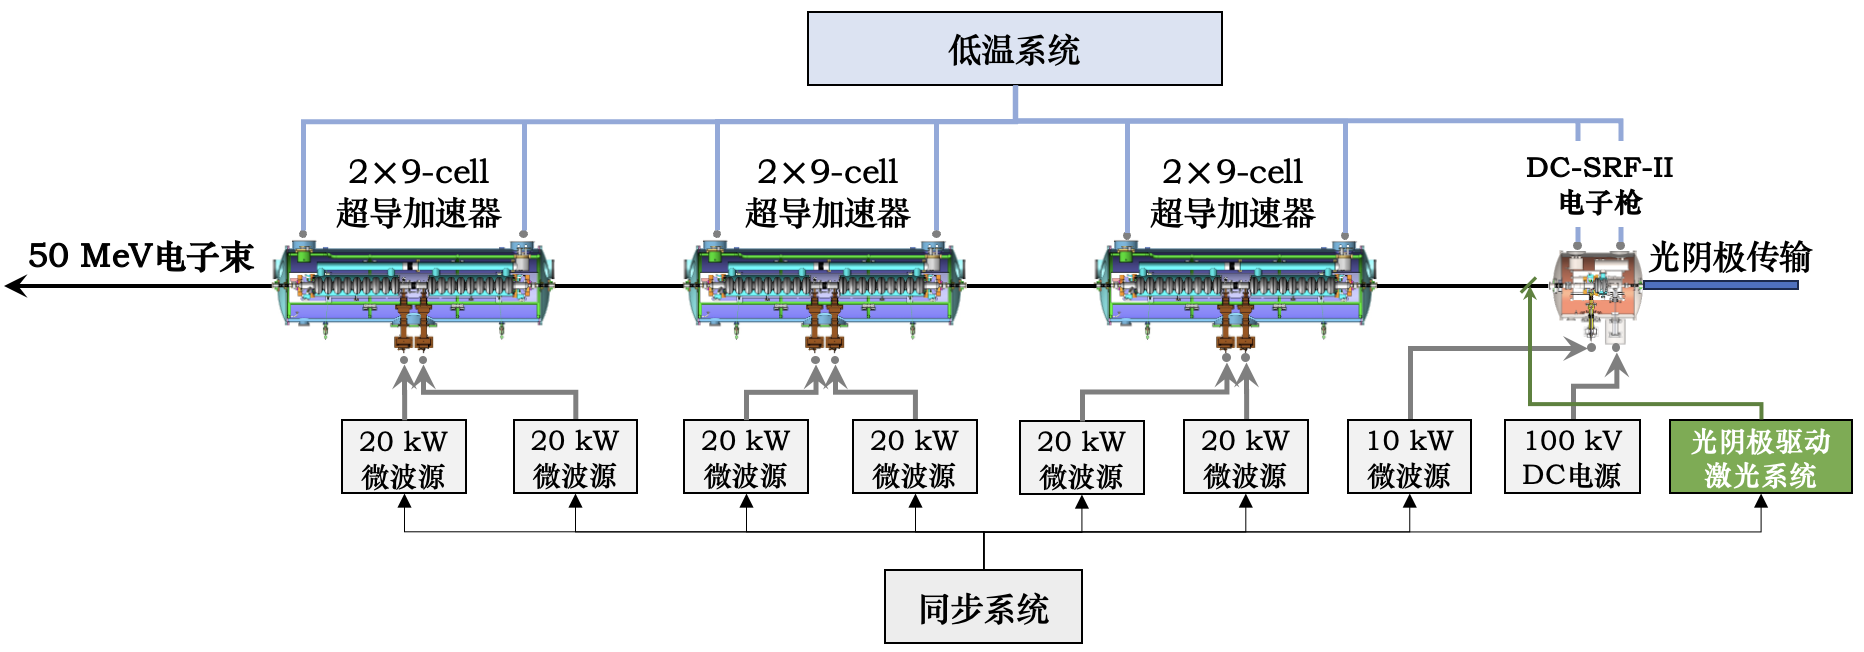 低温系统
2×9-cell
超导加速器
2×9-cell
超导加速器
2×9-cell
超导加速器
DC-SRF-II
电子枪
50 MeV电子束
光阴极传输
20 kW
微波源
20 kW
微波源
20 kW
微波源
20 kW
微波源
20 kW
微波源
20 kW
微波源
10 kW
微波源
100 kV
DC电源
光阴极驱动
激光系统
同步系统